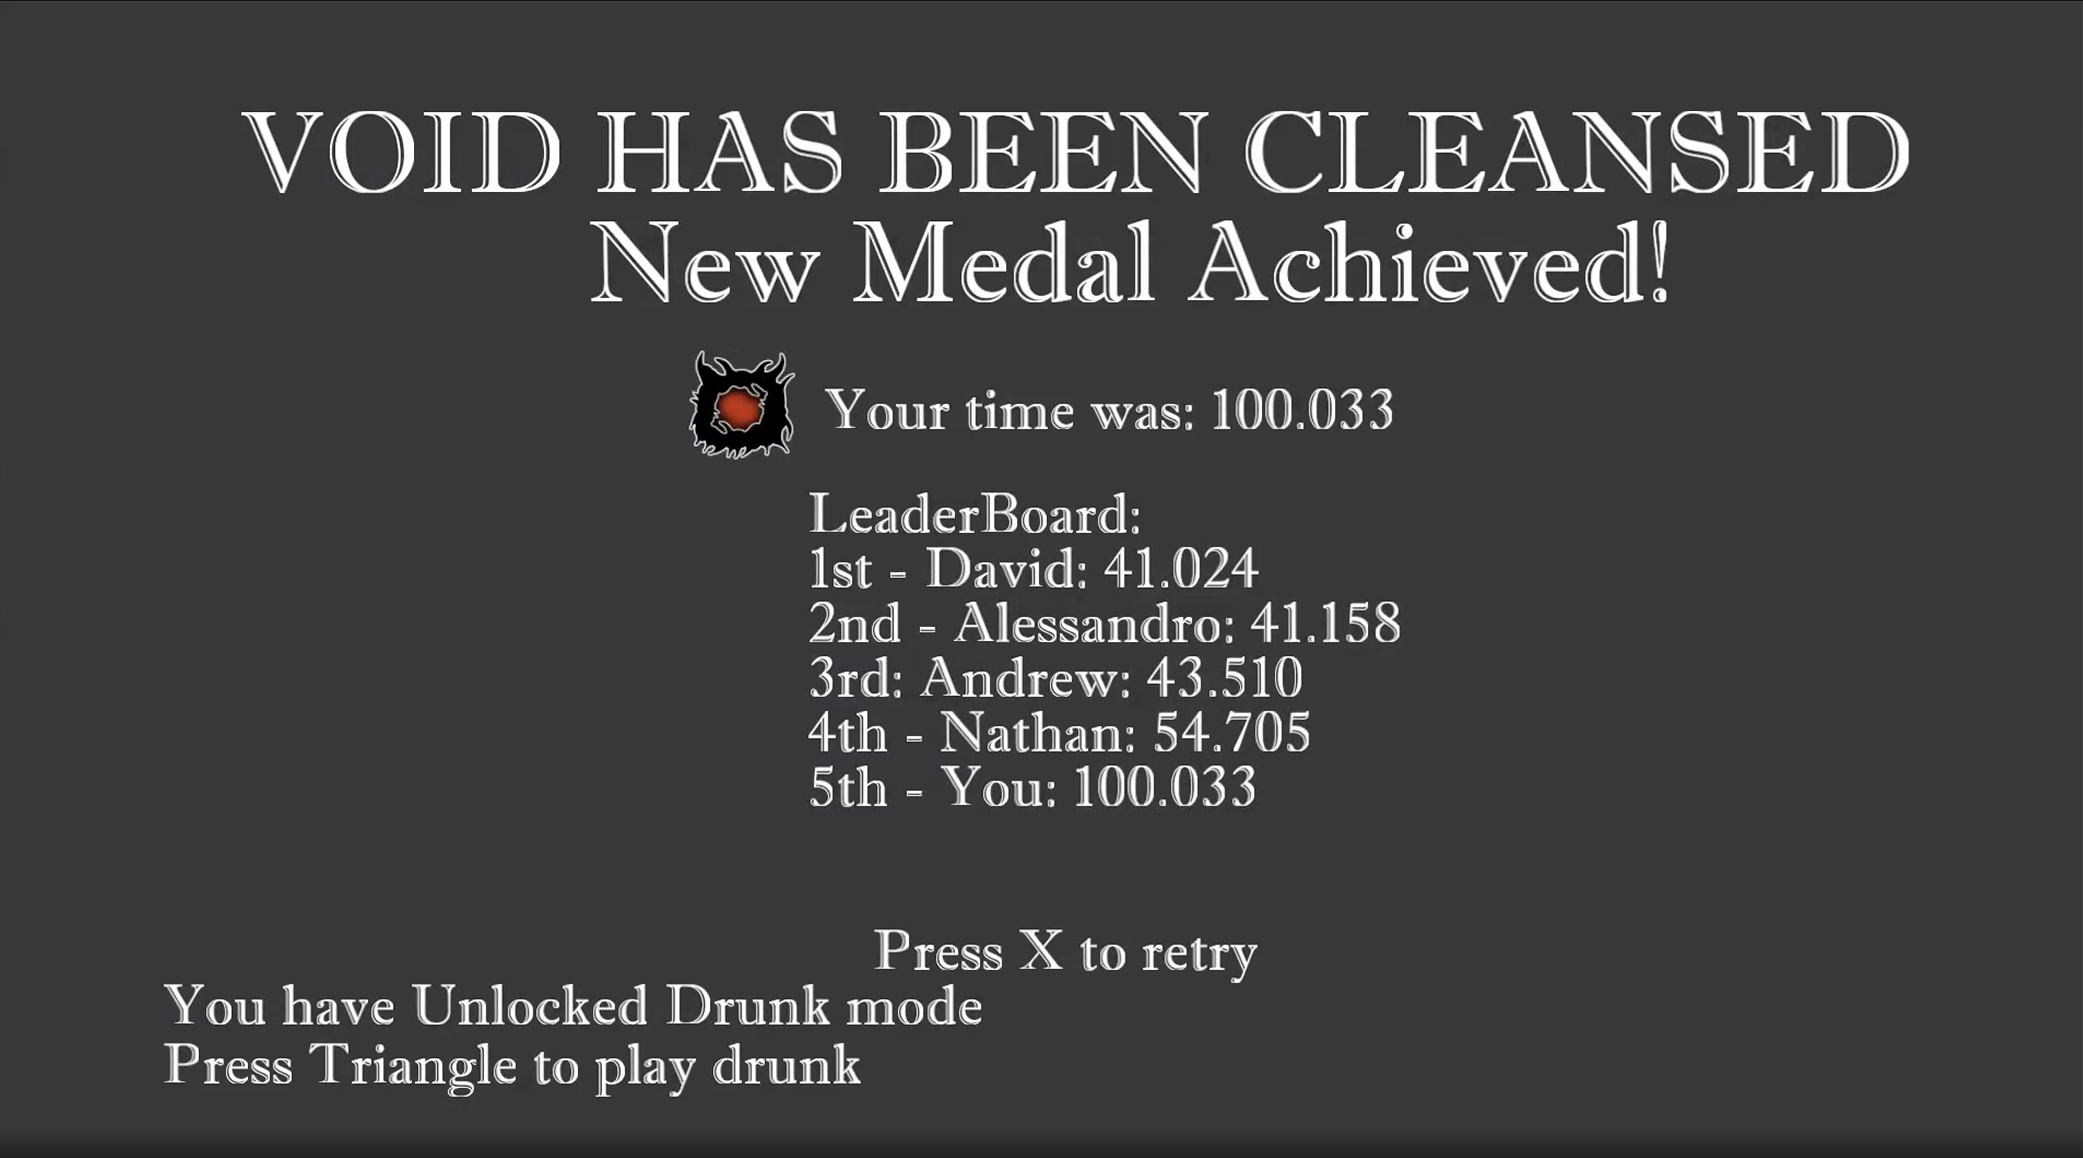 VOID HAS BEEN CLEANSED
New Medal Achieved!
Your time was: 100.033
LeaderBoard:
1st - David: 41.024
2nd - Alessandro: 41.158
3rd: Andrew: 43.510
4th - Nathan: 54.705
5th - You: 100.033
Press X to retry
You have Unlocked Drunk mode
Press Triangle to play drunk